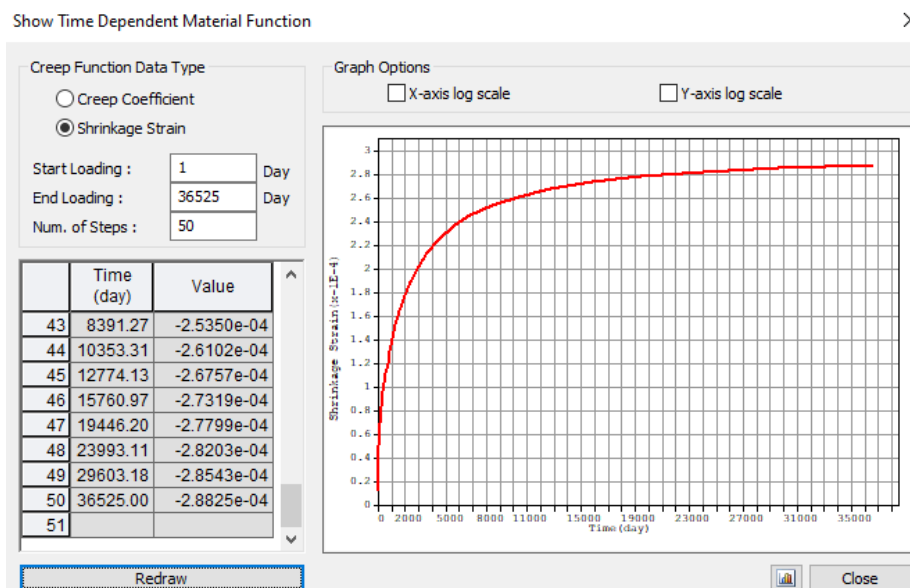 Show Time Dependent Material Function
Creep Function Data Type
Creep Coefficient
Shrinkage Strain
Start Loading : 1 Day
End Loading : 36525 Day
Num. of Steps : 50
Time (day) Value
43 8391.27 -2.5350e-04
44 10353.31 -2.6102e-04
45 12774.13 -2.6757e-04
46 15760.97 -2.7319e-04
47 19446.20 -2.7799e-04
48 23993.11 -2.8203e-04
49 29603.18 -2.8543e-04
50 36525.00 -2.8825e-04
51
Redraw
Graph Options
X-axis log scale Y-axis log scale
Shrinkage Strain(x-1E-4)
3
2.8
2.6
2.4
2.2
2
1.8
1.6
1.4
1.2
1
0.8
0.6
0.4
0.2
0
0 2000 5000 8000 11000 15000 19000 23000 27000 31000 35000
Time(day)
Close